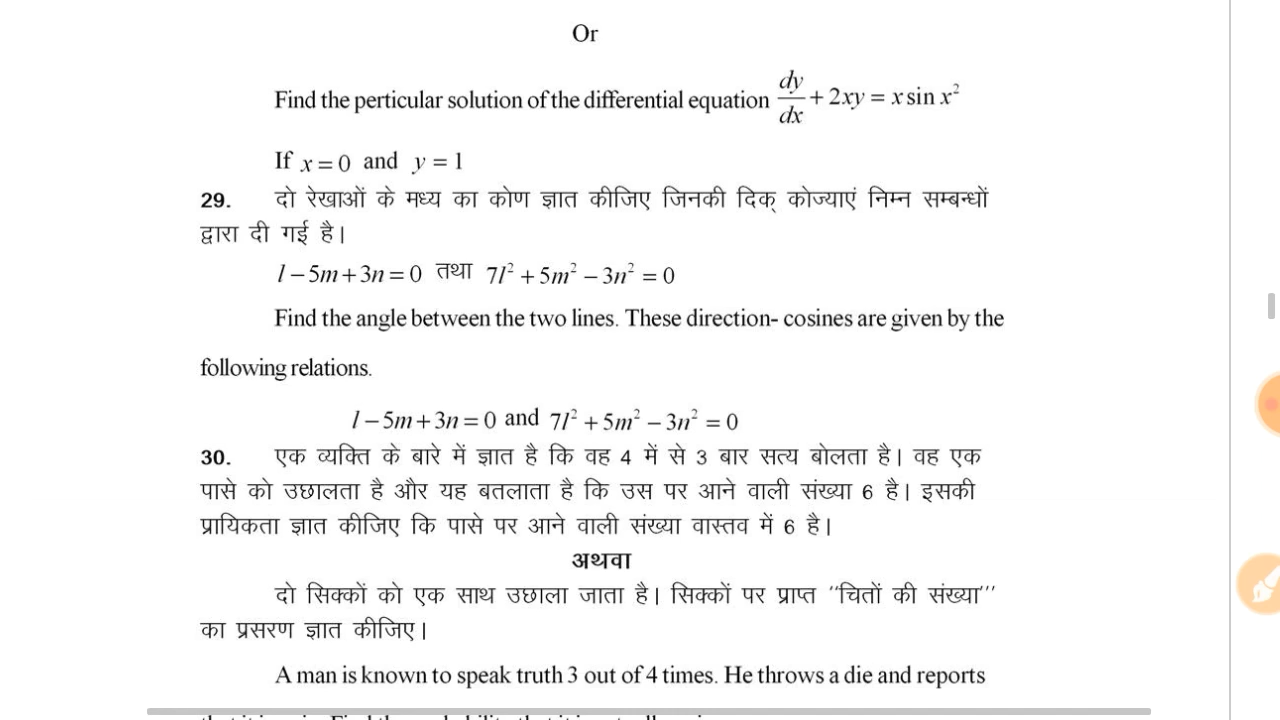 Or
Find the perticular solution of the differential equation dy/dx + 2xy = x sin x²
If x = 0 and y = 1
29. दो रेखाओं के मध्य का कोण ज्ञात कीजिए जिनकी दिक् कोज्याएं निम्न सम्बन्धों
द्वारा दी गई है।
l – 5m + 3n = 0 तथा 7l² + 5m² – 3n² = 0
Find the angle between the two lines. These direction- cosines are given by the
following relations.
l – 5m + 3n = 0 and 7l² + 5m² – 3n² = 0
30. एक व्यक्ति के बारे में ज्ञात है कि वह 4 में से 3 बार सत्य बोलता है। वह एक
पासे को उछालता है और यह बतलाता है कि उस पर आने वाली संख्या 6 है। इसकी
प्रायिकता ज्ञात कीजिए कि पासे पर आने वाली संख्या वास्तव में 6 है।
अथवा
दो सिक्कों को एक साथ उछाला जाता है। सिक्कों पर प्राप्त ''चितों की संख्या'''
का प्रसरण ज्ञात कीजिए।
A man is known to speak truth 3 out of 4 times. He throws a die and reports